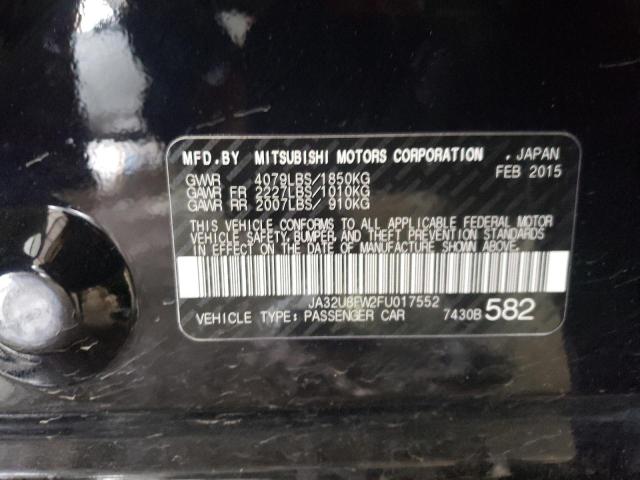 MFD.BY MITSUBISHI MOTORS CORPORATION , JAPAN
GVWR 4079LBS/1850KG FEB 2015
GAWR FR 2227LBS/1010KG
GAWR RR 2007LBS/ 910KG
THIS VEHICLE CONFORMS TO ALL APPLICABLE FEDERAL MOTOR
VEHICLE SAFETY, BUMPER AND THEFT PREVENTION STANDARDS
IN EFFECT ON THE DATE OF MANUFACTURE SHOWN ABOVE.
JA32U8FW2FU017552
VEHICLE TYPE: PASSENGER CAR 7430B 582